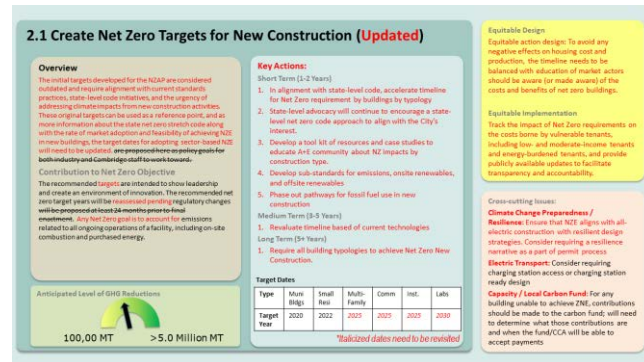 2.1 Create Net Zero Targets for New Construction (Updated)
Overview
The initial targets developed for the NZAP are considered
outdated and require alignment with current standards
practices, state-level code initiatives, and the urgency of
addressing climate impacts from new construction activities.
These original targets can be used as a reference point, and as
more information about the state net zero stretch code along
with the rate of market adoption and feasibility of achieving NZE
in new buildings, the target dates for adopting sector-based NZE
will need to be updated. are proposed here as policy goals for
both industry and Cambridge staff to work toward.
Contribution to Net Zero Objective
The recommended targets are intended to show leadership
and create an environment of innovation. The recommended net
zero target years will be reassessed pending regulatory changes
will be proposed at least 24 months prior to final
enactment. Any Net Zero goal is to account for emissions
related to all ongoing operations of a facility, including on-site
combustion and purchased energy.
Anticipated Level of GHG Reductions
100,00 MT
>5.0 Million MT
Key Actions:
Short Term (1-2 Years)
1. In alignment with state-level code, accelerate timeline
for Net Zero requirement by buildings by typology
2. State-level advocacy will continue to encourage a state-
level net zero code approach to align with the City's
interest.
3. Develop a tool kit of resources and case studies to
educate A+E community about NZ impacts by
construction type.
4. Develop sub-standards for emissions, onsite renewables,
and offsite renewables
5. Phase out pathways for fossil fuel use in new
construction
Medium Term (3-5 Years)
1. Revaluate timeline based of current technologies
Long Term (5+ Years)
1. Require all building typologies to achieve Net Zero New
Construction.
Target Dates
Type Muni Bldgs Small Resi Multi-Family Comm Inst. Labs
Target Year 2020 2022 2025 2025 2025 2030
*Italicized dates need to be revisited
Equitable Design
Equitable action design: To avoid any
negative effects on housing cost and
production, the timeline needs to be
balanced with education of market actors
should be aware (or made aware) of the
costs and benefits of net zero buildings.
Equitable Implementation
Track the impact of Net Zero requirements on
the costs borne by vulnerable tenants,
including low- and moderate-income tenants
and energy-burdened tenants, and provide
publicly available updates to facilitate
transparency and accountability.
Cross-cutting Issues:
Climate Change Preparedness /
Resilience: Ensure that NZE aligns with all-
electric construction with resilient design
strategies. Consider requiring a resilience
narrative as a part of permit process
Electric Transport: Consider requiring
charging station access or charging station
ready design
Capacity / Local Carbon Fund: For any
building unable to achieve ZNE, contributions
should be made to the carbon fund; will need
to determine what those contributions are
and when the fund/CCA will be able to
accept payments